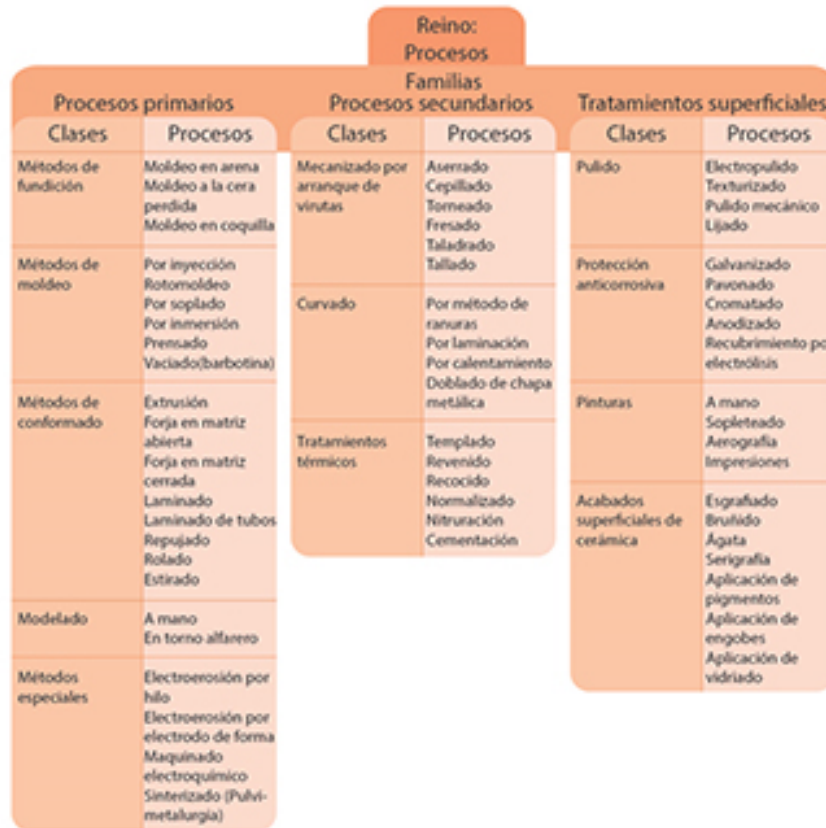 Reino:
Procesos
Familias
Procesos primarios
Clases
Procesos
Métodos de
fundición
Moldeo en arena
Moldeo a la cera
perdida
Moldeo en coquilla
Métodos de
moldeo
Por inyección
Rotomoldeo
Por soplado
Por inmersión
Prensado
Vaciado(barbotina)
Métodos de
conformado
Extrusión
Forja en matriz
abierta
Forja en matriz
cerrada
Laminado
Laminado de tubos
Repujado
Rolado
Estirado
Modelado
A mano
En torno alfarero
Métodos
especiales
Electroerosión por
hilo
Electroerosión por
electrodo de forma
Maquinado
electroquímico
Sinterizado (Pulvi-
metalurgia)
Procesos secundarios
Clases
Procesos
Mecanizado por
arranque de
virutas
Aserrado
Cepillado
Torneado
Fresado
Taladrado
Tallado
Curvado
Por método de
ranuras
Por laminación
Por calentamiento
Doblado de chapa
metálica
Tratamientos
térmicos
Templado
Revenido
Recocido
Normalizado
Nitruración
Cementación
Tratamientos superficiales
Clases
Procesos
Pulido
Electropulido
Texturizado
Pulido mecánico
Lijado
Protección
anticorrosiva
Galvanizado
Pavonado
Cromatado
Anodizado
Recubrimiento po
electrólisis
Pinturas
A mano
Sopleteado
Aerografía
Impresiones
Acabados
superficiales de
cerámica
Esgrafiado
Bruñido
Ágata
Serigrafía
Aplicación de
pigmentos
Aplicación de
engobes
Aplicación de
vidriado